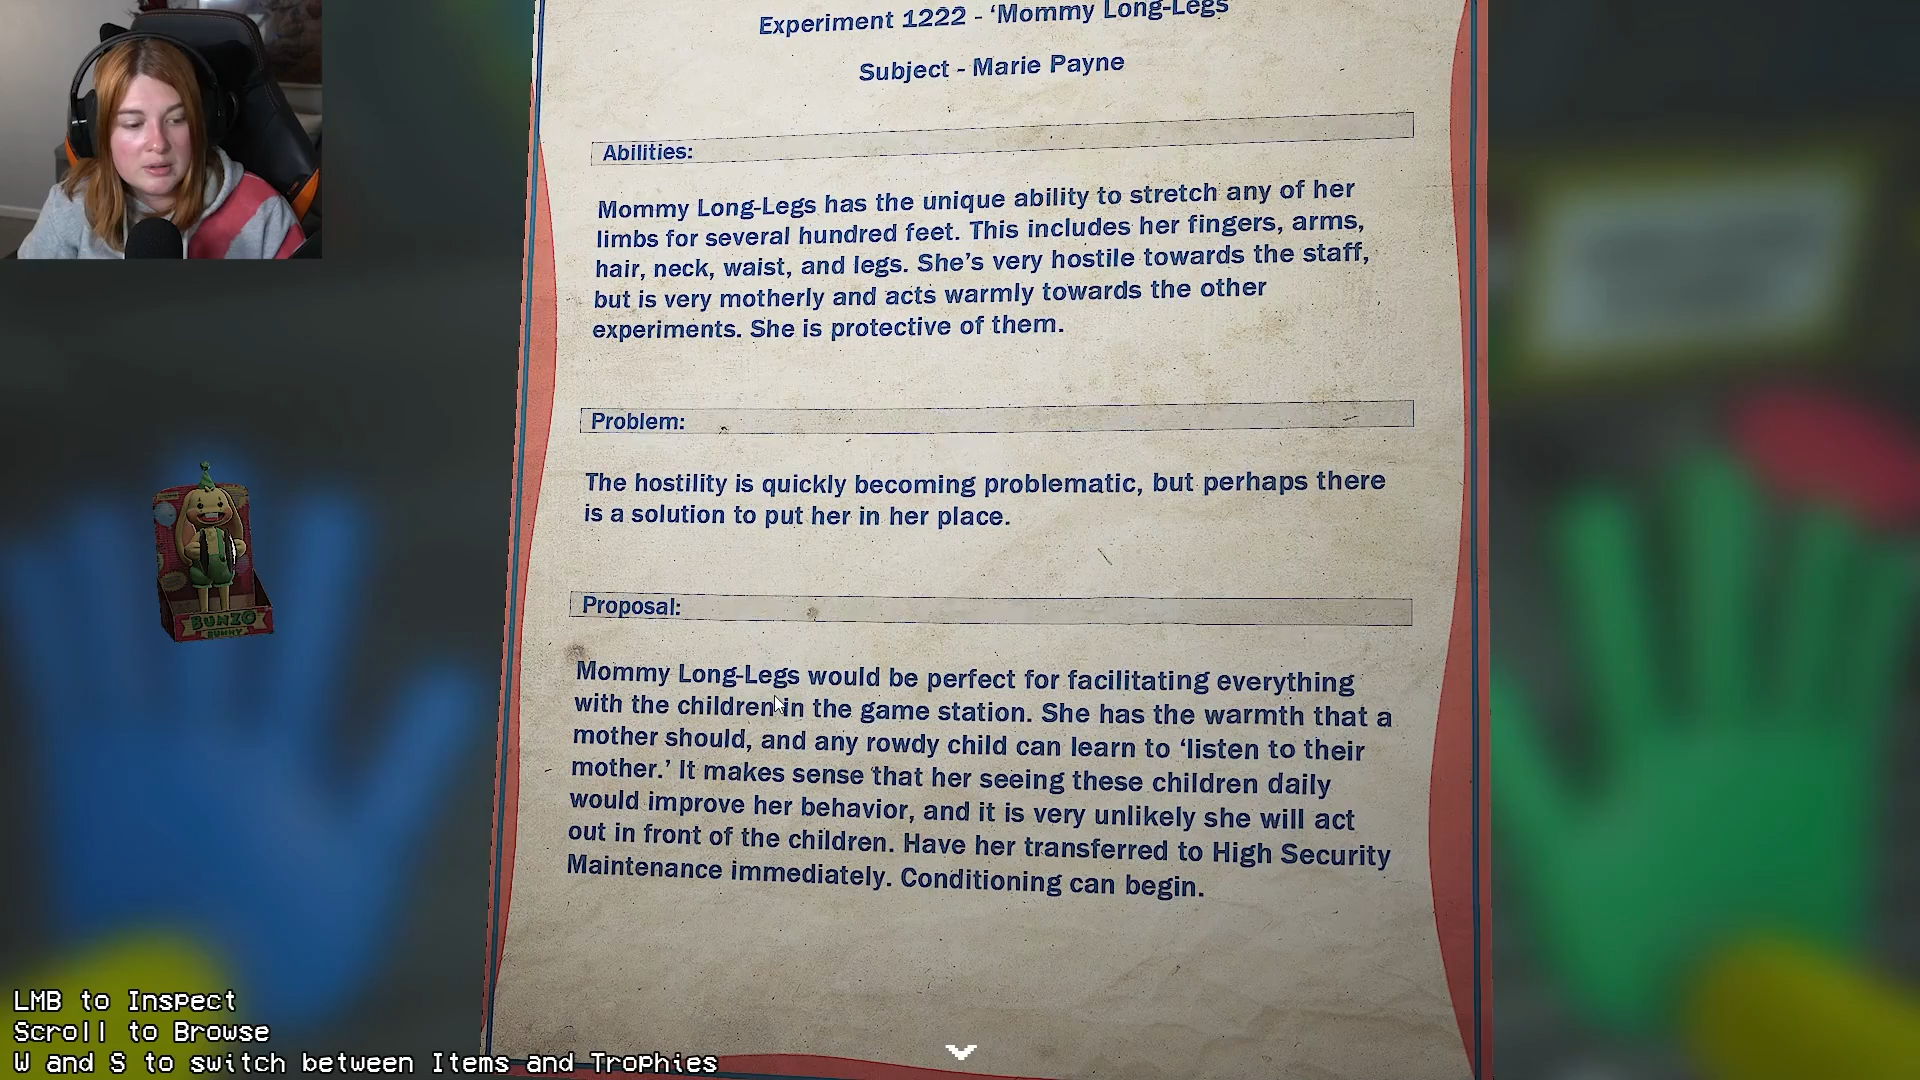 Experiment 1222 - ‘Mommy Long-Legs’
Subject - Marie Payne
Abilities:
Mommy Long-Legs has the unique ability to stretch any of her
limbs for several hundred feet. This includes her fingers, arms,
hair, neck, waist, and legs. She’s very hostile towards the staff,
but is very motherly and acts warmly towards the other
experiments. She is protective of them.
Problem:
The hostility is quickly becoming problematic, but perhaps there
is a solution to put her in her place.
Proposal:
Mommy Long-Legs would be perfect for facilitating everything
with the children in the game station. She has the warmth that a
mother should, and any rowdy child can learn to ‘listen to their
mother.’ It makes sense that her seeing these children daily
would improve her behavior, and it is very unlikely she will act
out in front of the children. Have her transferred to High Security
Maintenance immediately. Conditioning can begin.
BUNZO
BUNNY
LMB to Inspect
Scroll to Browse
W and S to switch between Items and Trophies